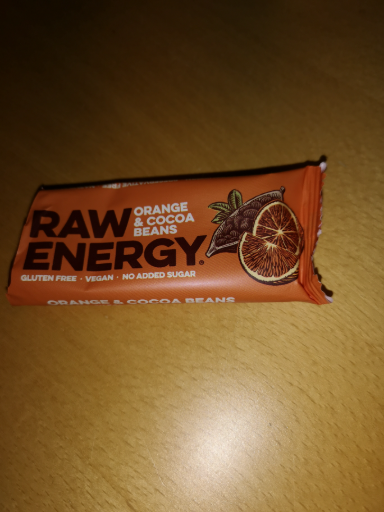 RAW
ENERGY®
ORANGE
& COCOA
BEANS
GLUTEN FREE · VEGAN · NO ADDED SUGAR
ORANGE & COCOA BEANS